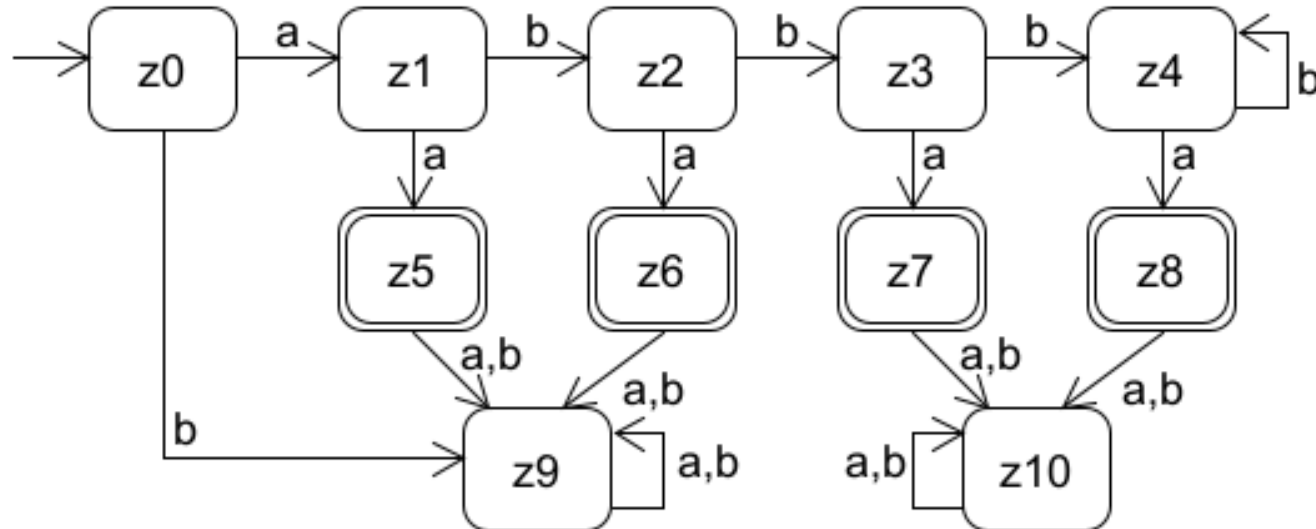 a b b b
z0 z1 z2 z3 z4
b
a a a a
z5 z6 z7 z8
a,b a,b
a,b a,b
b
z9 a,b a,b z10